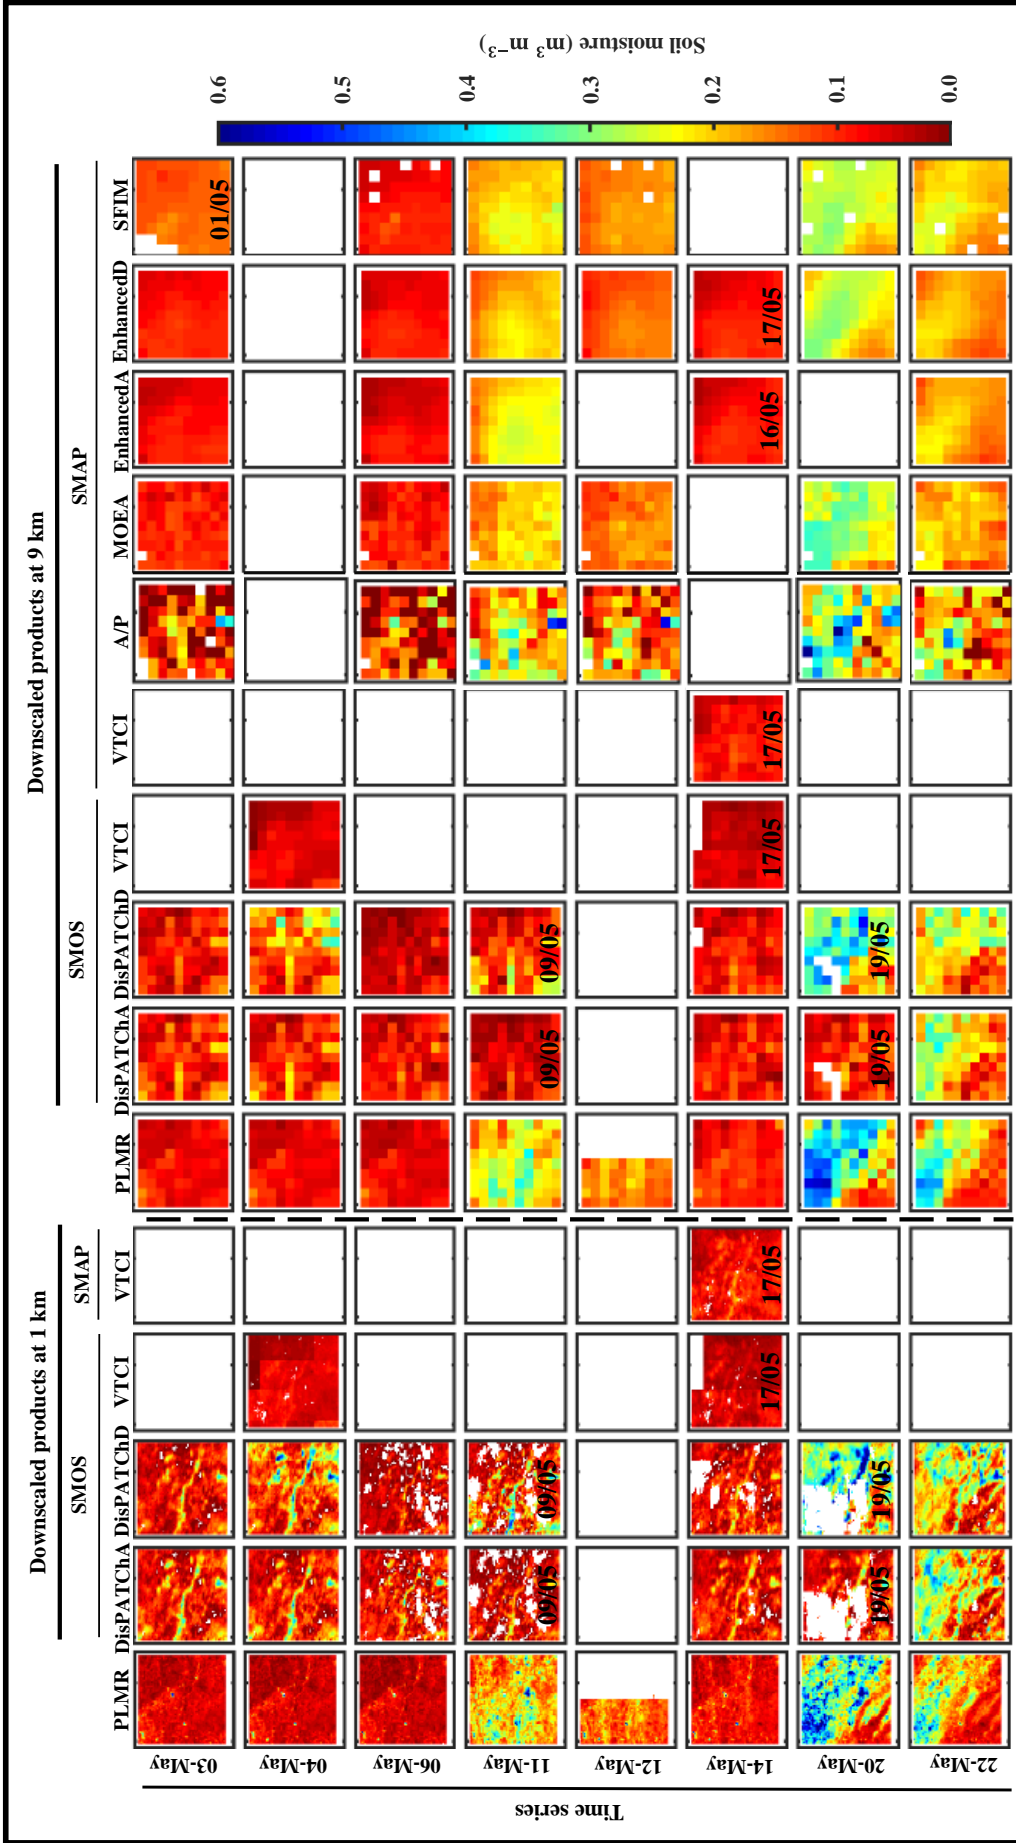 Downscaled products at 1 km
Downscaled products at 9 km
SMOS
SMAP
SMOS
SMAP
PLMR
DisPATChA
DisPATChD
VTCI
VTCI
PLMR
DisPATChA
DisPATChD
VTCI
VTCI
A/P
MOEA
EnhancedA
EnhancedD
SFIM
Time series
03-May
01/05
04-May
06-May
11-May
09/05
09/05
09/05
09/05
12-May
14-May
17/05
17/05
17/05
17/05
16/05
17/05
20-May
19/05
19/05
19/05
19/05
22-May
0.6
0.5
0.4
0.3
0.2
0.1
0.0
Soil moisture (m³ m⁻³)